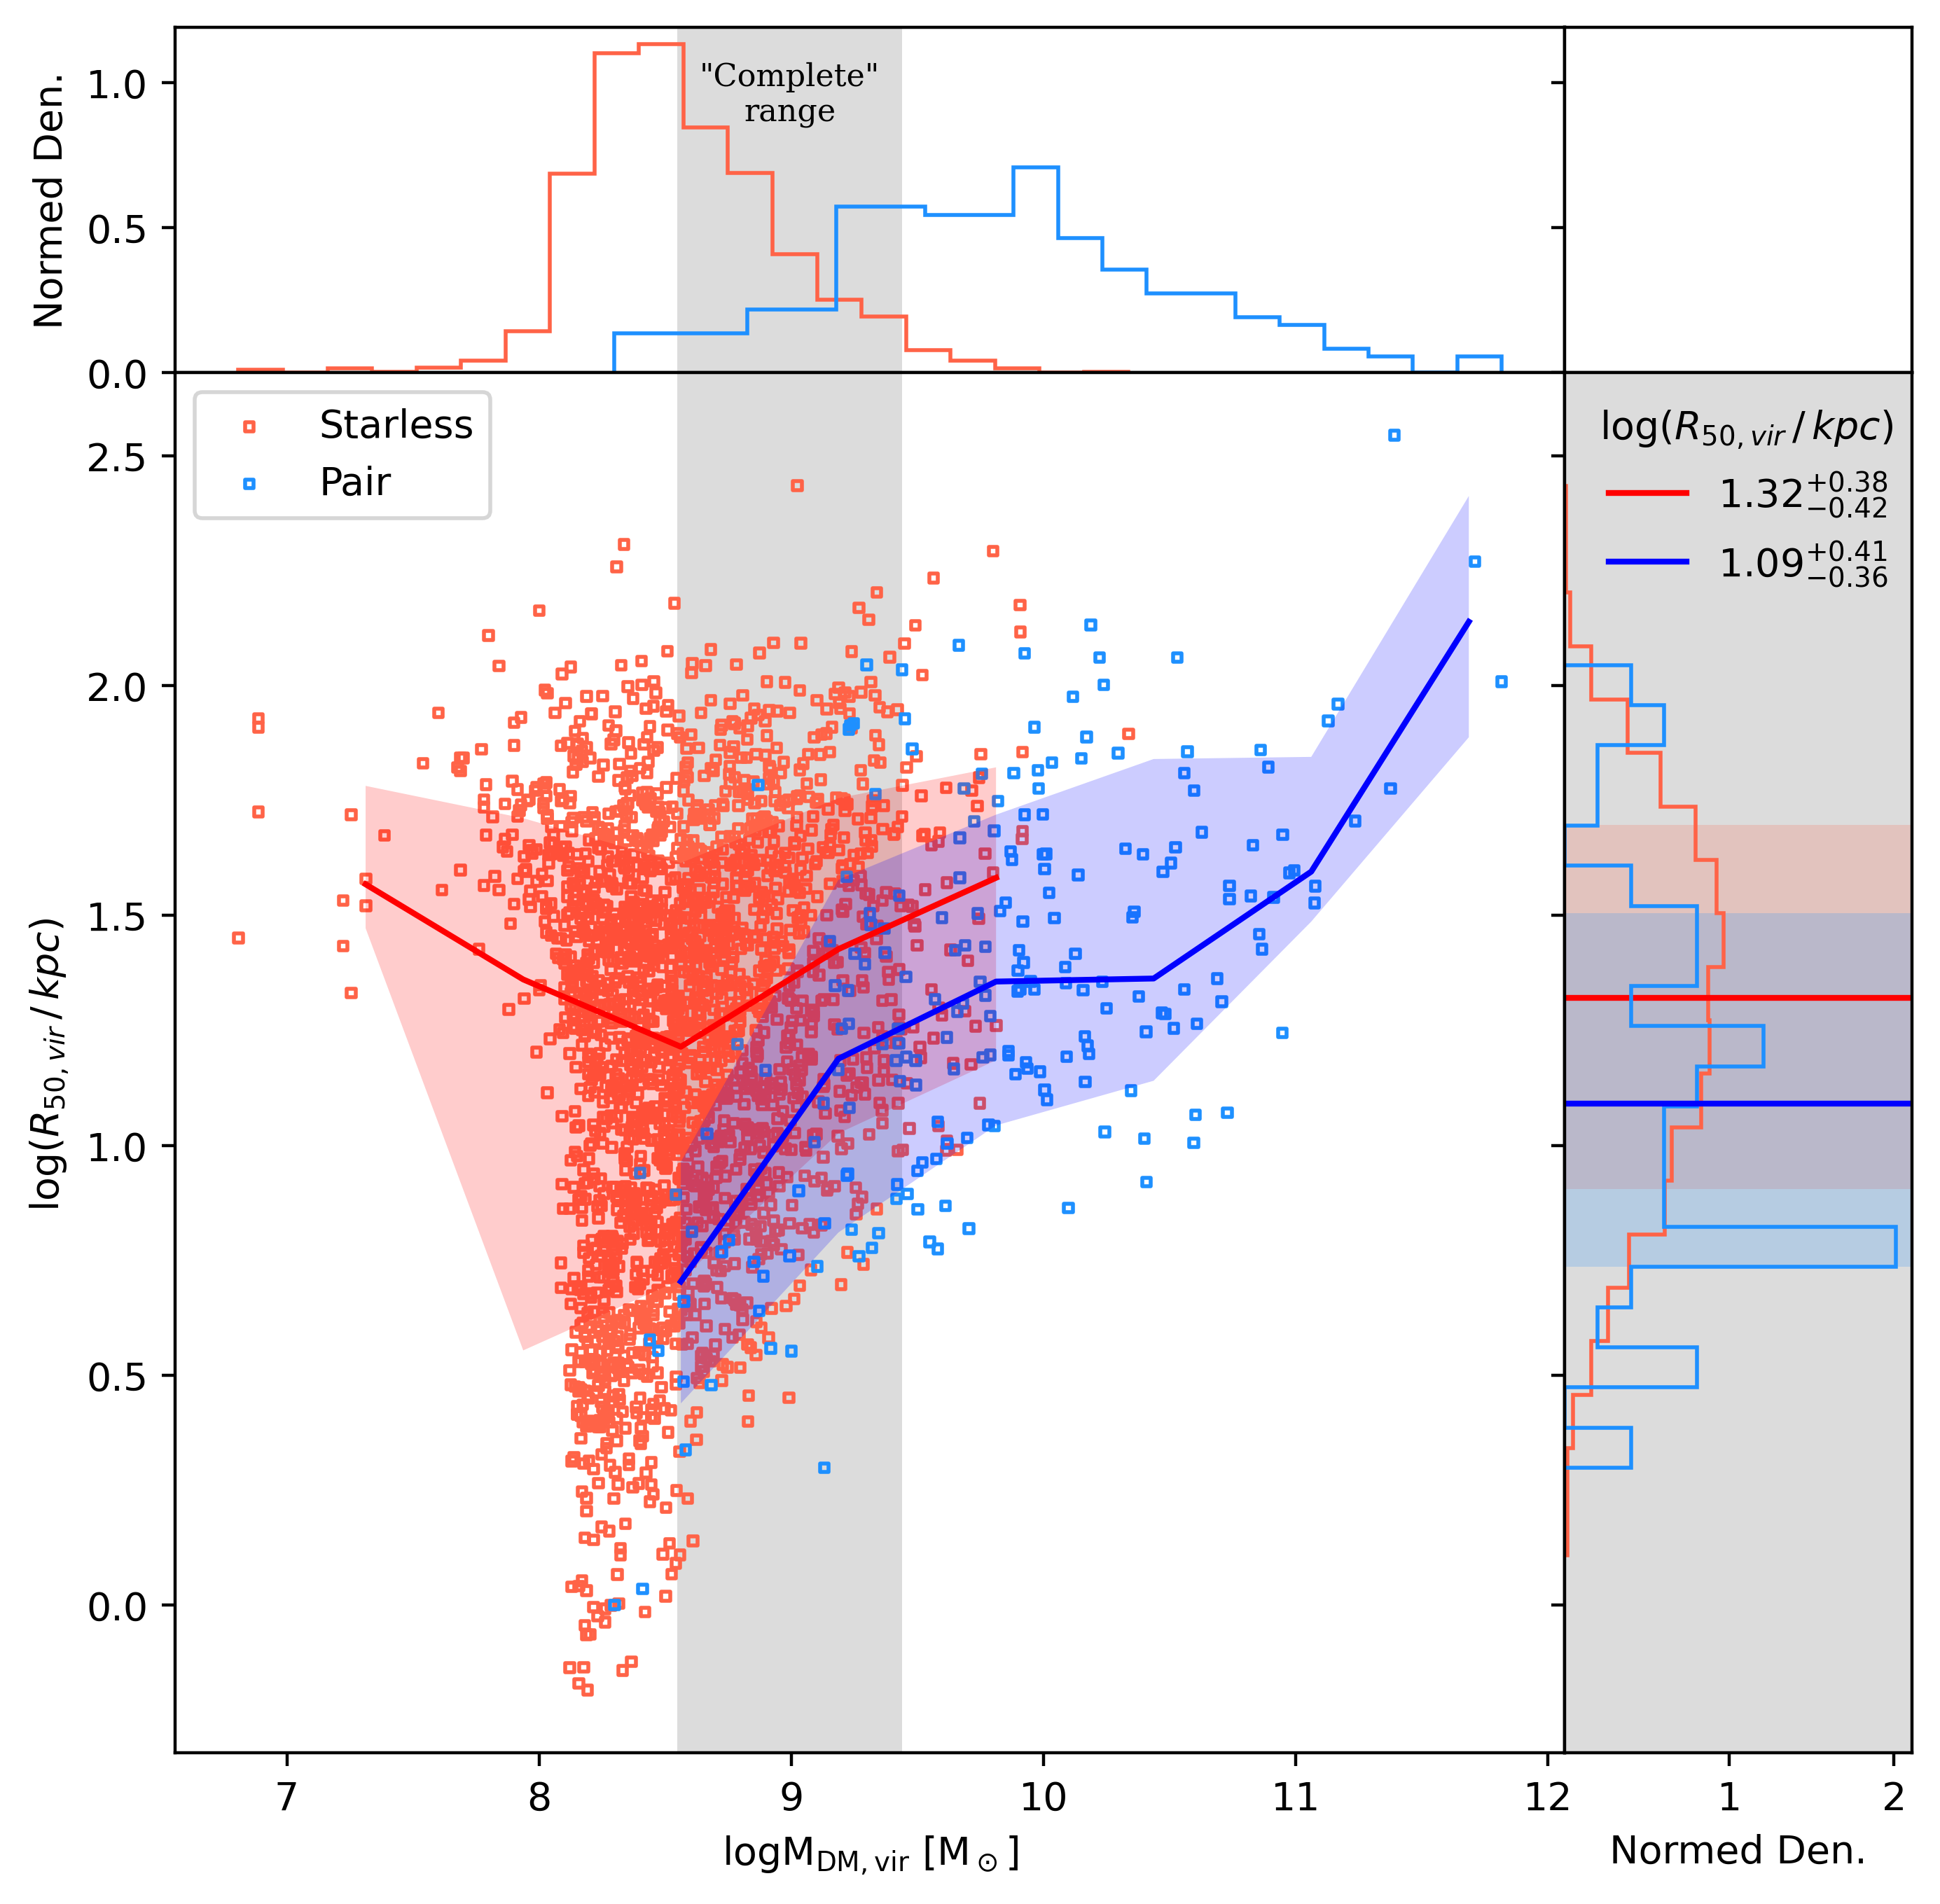 Normed Den.
1.0
0.5
0.0
"Complete"
range
Starless
Pair
log(R₅₀,ᵥᵢᵣ / kpc)
1.32 +0.38 −0.42
1.09 +0.41 −0.36
log(R₅₀,ᵥᵢᵣ / kpc)
2.5
2.0
1.5
1.0
0.5
0.0
7 8 9 10 11 12
1 2
logM_DM,vir [M_⊙]
Normed Den.